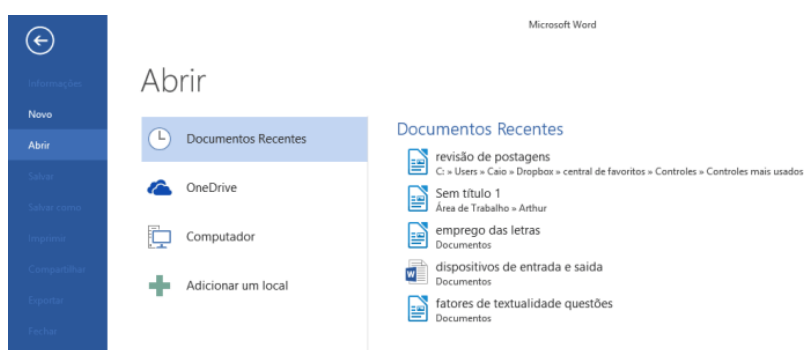 Microsoft Word
Informações
Novo
Abrir
Salvar
Salvar como
Imprimir
Compartilhar
Exportar
Fechar
Abrir
Documentos Recentes
OneDrive
Computador
Adicionar um local
Documentos Recentes
revisão de postagens
C: » Users » Caio » Dropbox » central de favoritos » Controles » Controles mais usados
Sem título 1
Área de Trabalho » Arthur
emprego das letras
Documentos
dispositivos de entrada e saida
Documentos
fatores de textualidade questões
Documentos